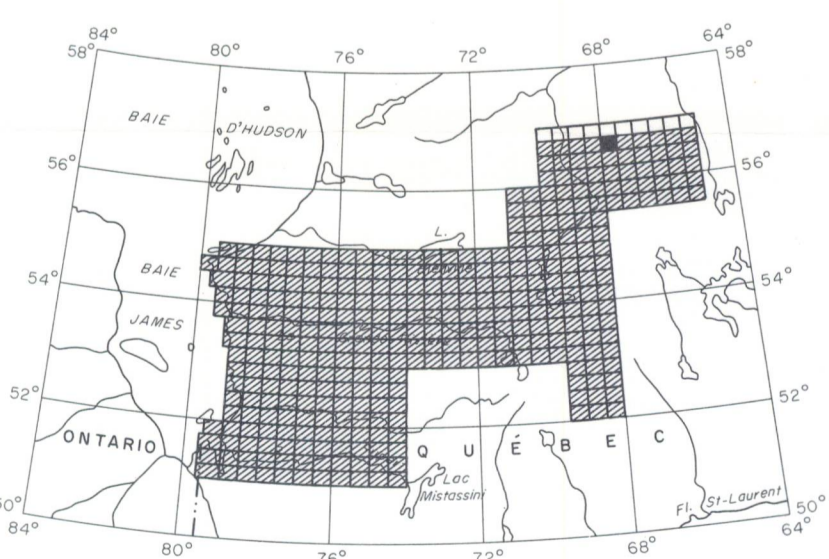 84° 80° 76° 72° 68° 64°
58° 58°
BAIE D'HUDSON
56° 56°
L.
BAIE
54° 54°
JAMES
52° 52°
ONTARIO QUÉBEC
Lac
Mistassini
Fl. St-Laurent
50°
84° 80° 76° 72° 68° 64°